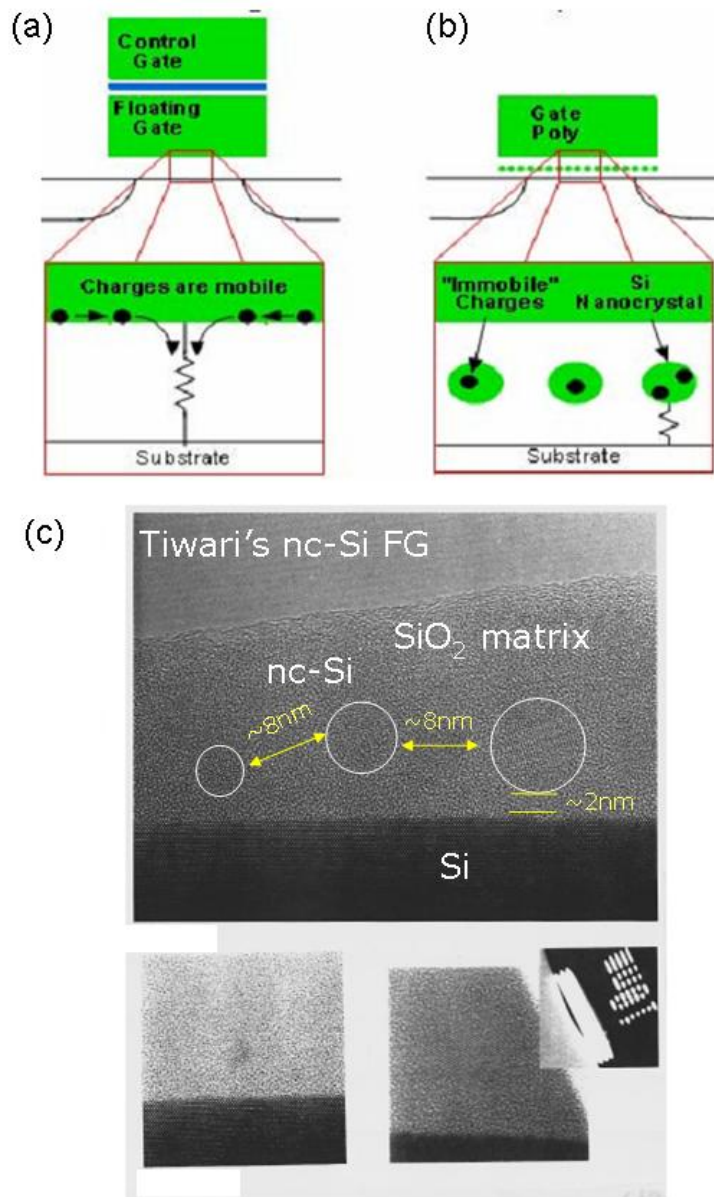 (a)
Control
Gate
Floating
Gate
Charges are mobile
Substrate
(b)
Gate
Poly
"Immobile"
Charges
Si
Nanocrystal
Substrate
(c)
Tiwari's nc-Si FG
SiO2 matrix
nc-Si
~8nm
~8nm
~2nm
Si